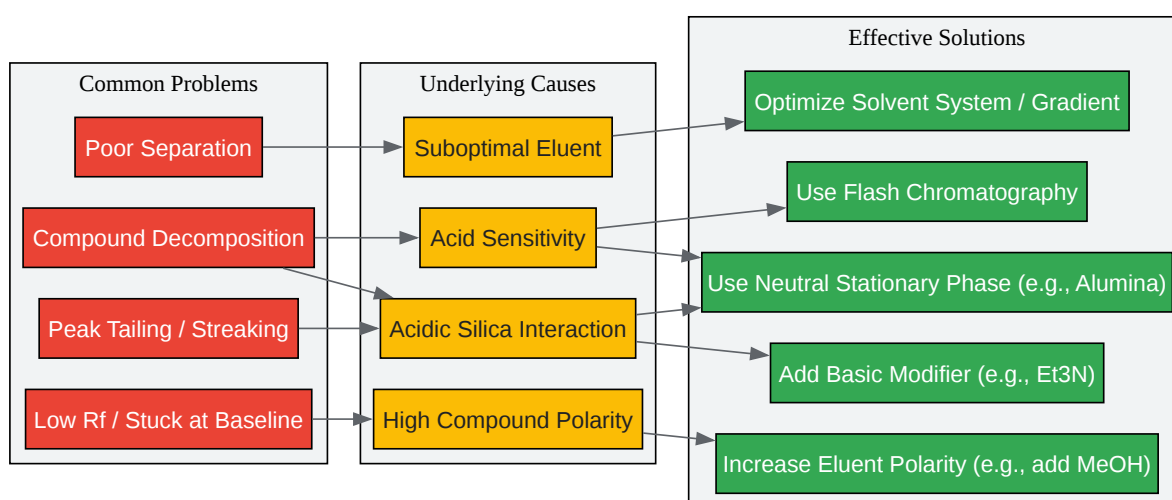 Common Problems
Poor Separation
Compound Decomposition
Peak Tailing / Streaking
Low Rf / Stuck at Baseline
Underlying Causes
Suboptimal Eluent
Acid Sensitivity
Acidic Silica Interaction
High Compound Polarity
Effective Solutions
Optimize Solvent System / Gradient
Use Flash Chromatography
Use Neutral Stationary Phase (e.g., Alumina)
Add Basic Modifier (e.g., Et3N)
Increase Eluent Polarity (e.g., add MeOH)